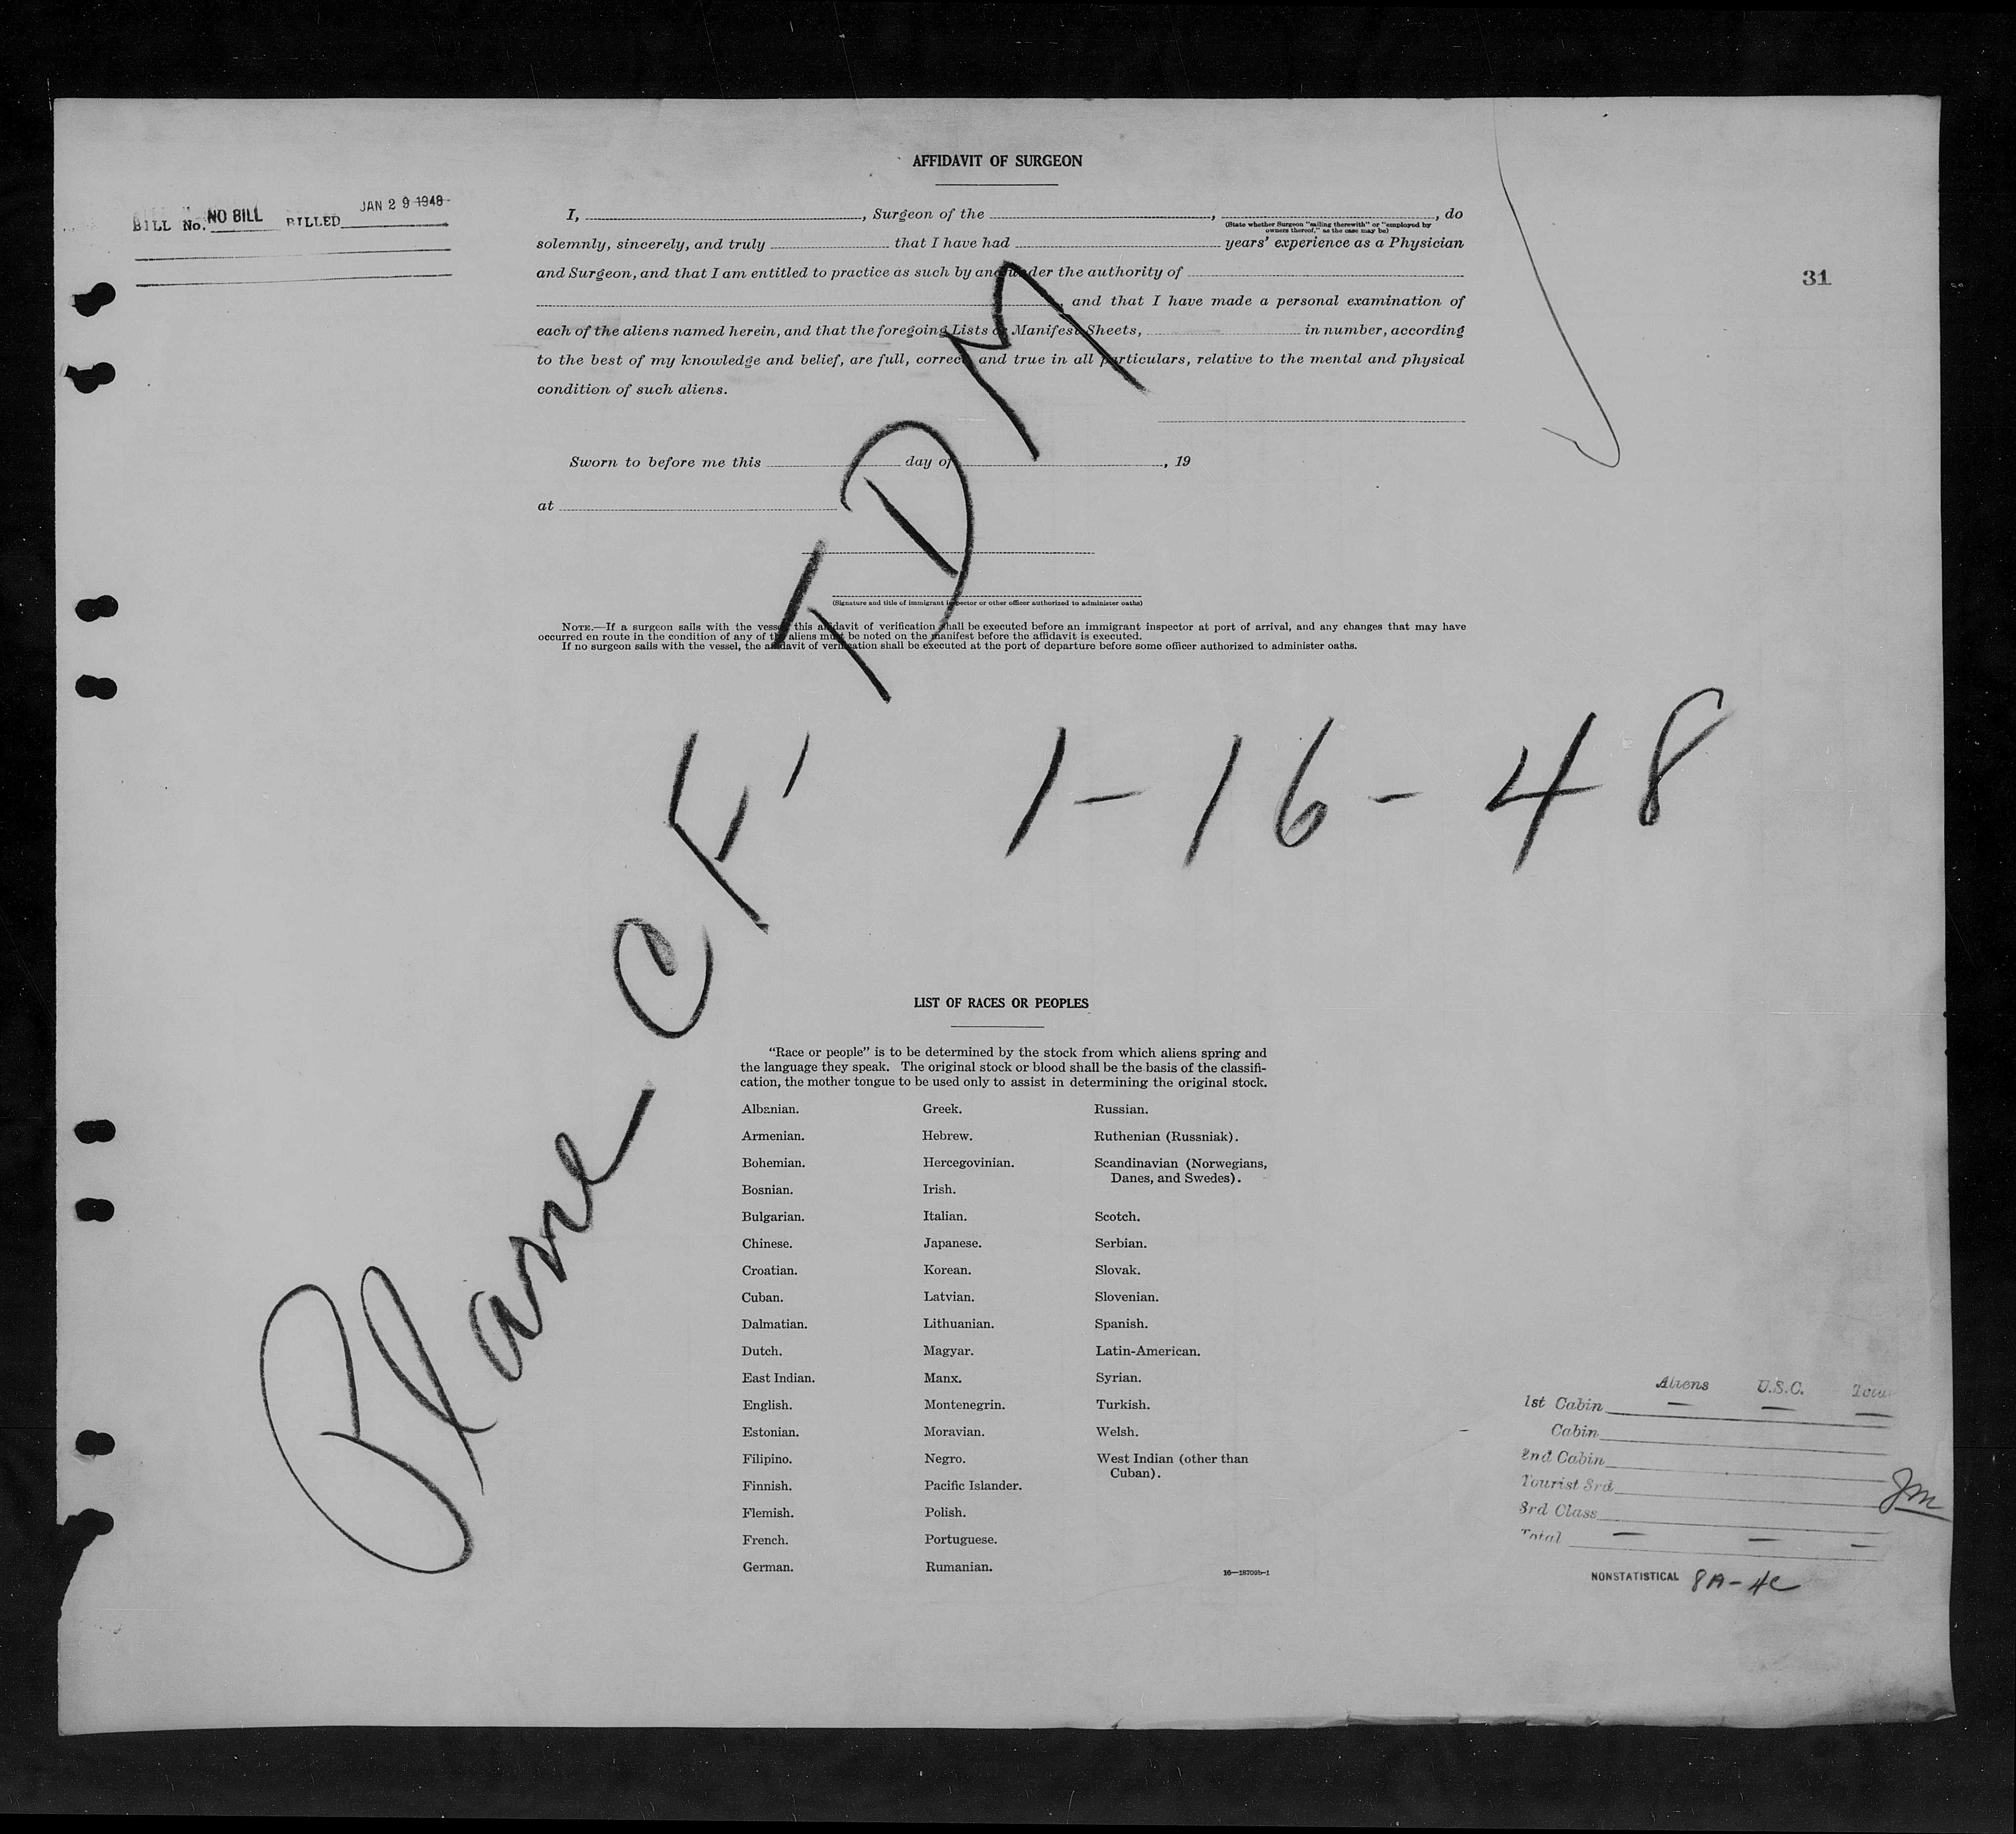 AFFIDAVIT OF SURGEON
BILL No. NO BILL BILLED JAN 29 1948
31
I, , Surgeon of the , , do
(State whether Surgeon "sailing therewith" or "employed by
owners thereof," as the case may be)
solemnly, sincerely, and truly that I have had years' experience as a Physician
and Surgeon, and that I am entitled to practice as such by and under the authority of
, and that I have made a personal examination of
each of the aliens named herein, and that the foregoing Lists or Manifest Sheets, in number, according
to the best of my knowledge and belief, are full, correct, and true in all particulars, relative to the mental and physical
condition of such aliens.
Sworn to before me this day of , 19
at
(Signature and title of immigrant inspector or other officer authorized to administer oaths)
NOTE.—If a surgeon sails with the vessel, this affidavit of verification shall be executed before an immigrant inspector at port of arrival, and any changes that may have
occurred en route in the condition of any of the aliens must be noted on the manifest before the affidavit is executed.
If no surgeon sails with the vessel, the affidavit of verification shall be executed at the port of departure before some officer authorized to administer oaths.
Plane CF-TDM
1-16-48
LIST OF RACES OR PEOPLES
"Race or people" is to be determined by the stock from which aliens spring and
the language they speak. The original stock or blood shall be the basis of the classifi-
cation, the mother tongue to be used only to assist in determining the original stock.
Albanian. Greek. Russian.
Armenian. Hebrew. Ruthenian (Russniak).
Bohemian. Hercegovinian. Scandinavian (Norwegians,
Danes, and Swedes).
Bosnian. Irish.
Bulgarian. Italian. Scotch.
Chinese. Japanese. Serbian.
Croatian. Korean. Slovak.
Cuban. Latvian. Slovenian.
Dalmatian. Lithuanian. Spanish.
Dutch. Magyar. Latin-American.
East Indian. Manx. Syrian.
English. Montenegrin. Turkish.
Estonian. Moravian. Welsh.
Filipino. Negro. West Indian (other than
Cuban).
Finnish. Pacific Islander.
Flemish. Polish.
French. Portuguese.
German. Rumanian.
16—18709b-1
Aliens U.S.C. Total
1st Cabin — — —
Cabin
2nd Cabin
Tourist 3rd
3rd Class
Total — — —
Jm
NONSTATISTICAL 8A-4C